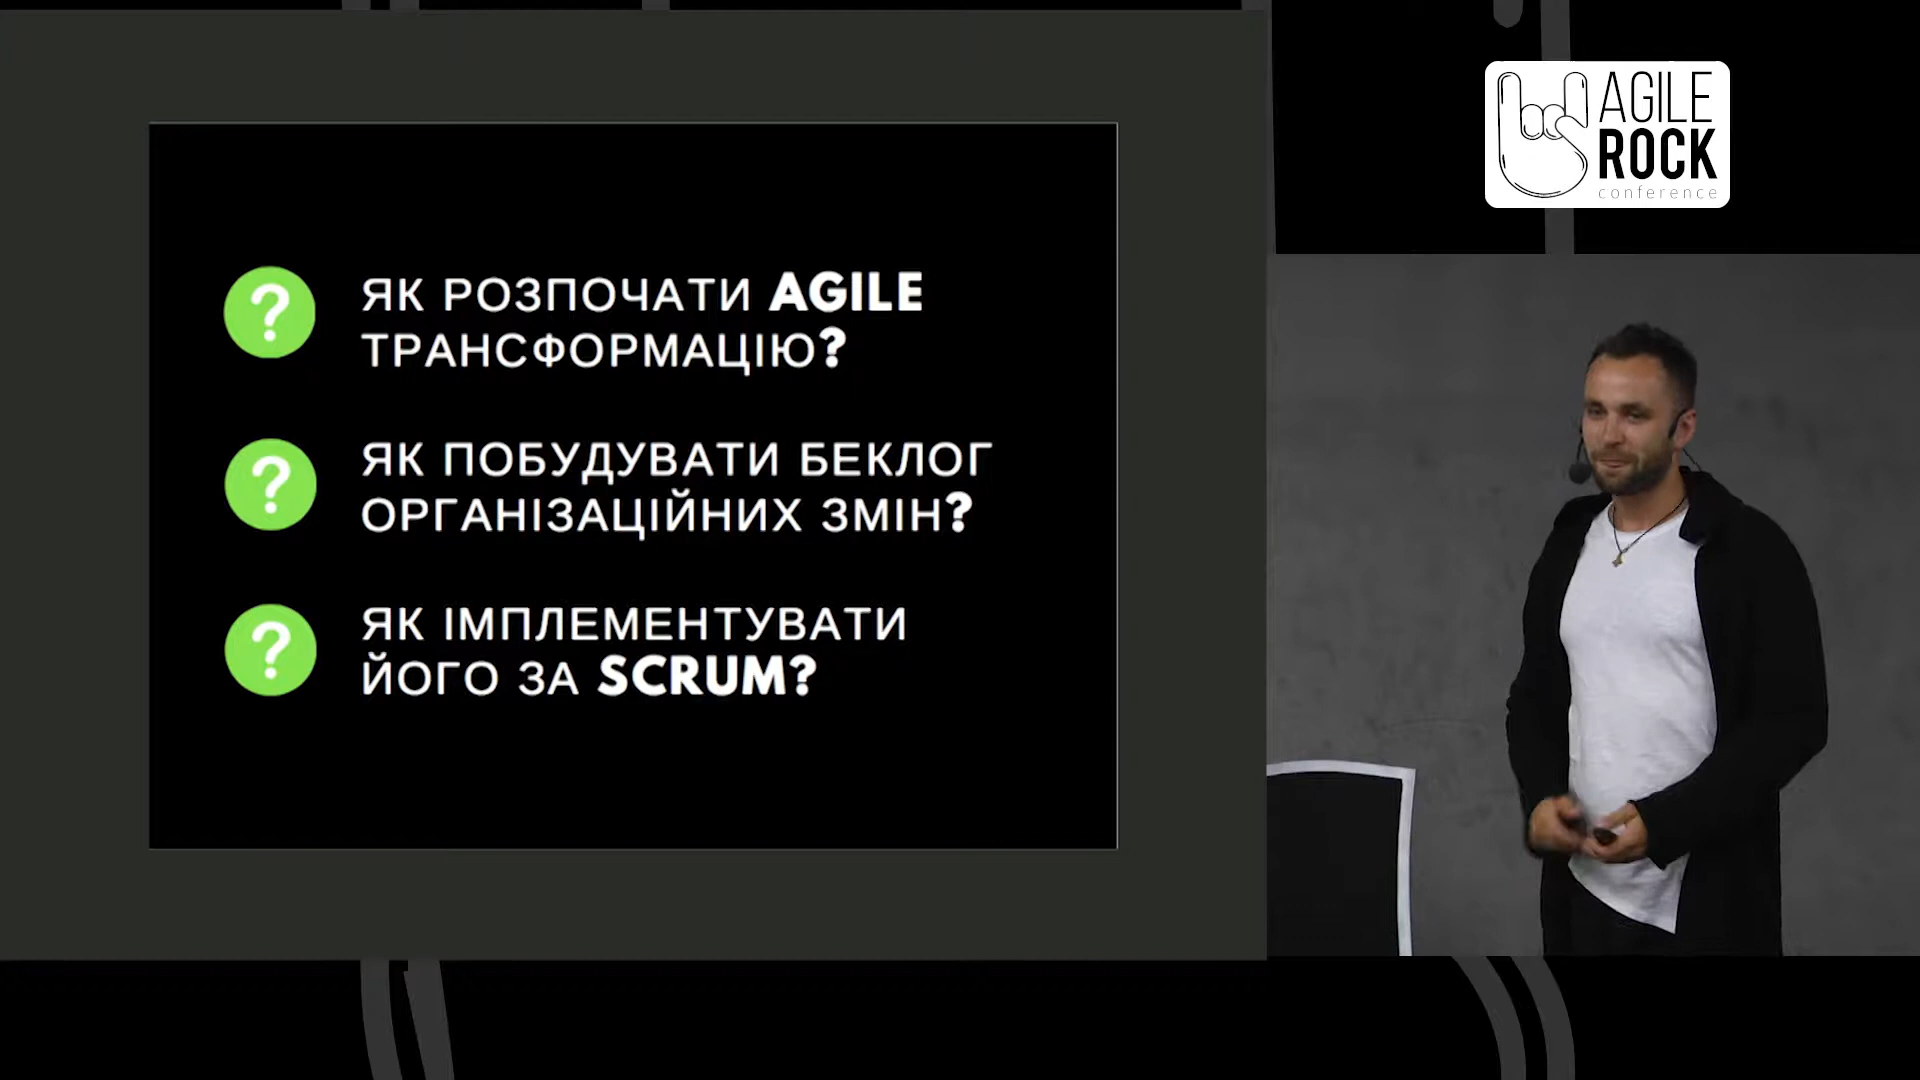 ЯК РОЗПОЧАТИ AGILE
ТРАНСФОРМАЦІЮ?
ЯК ПОБУДУВАТИ БЕКЛОГ
ОРГАНІЗАЦІЙНИХ ЗМІН?
ЯК ІМПЛЕМЕНТУВАТИ
ЙОГО ЗА SCRUM?
AGILE
ROCK
conference